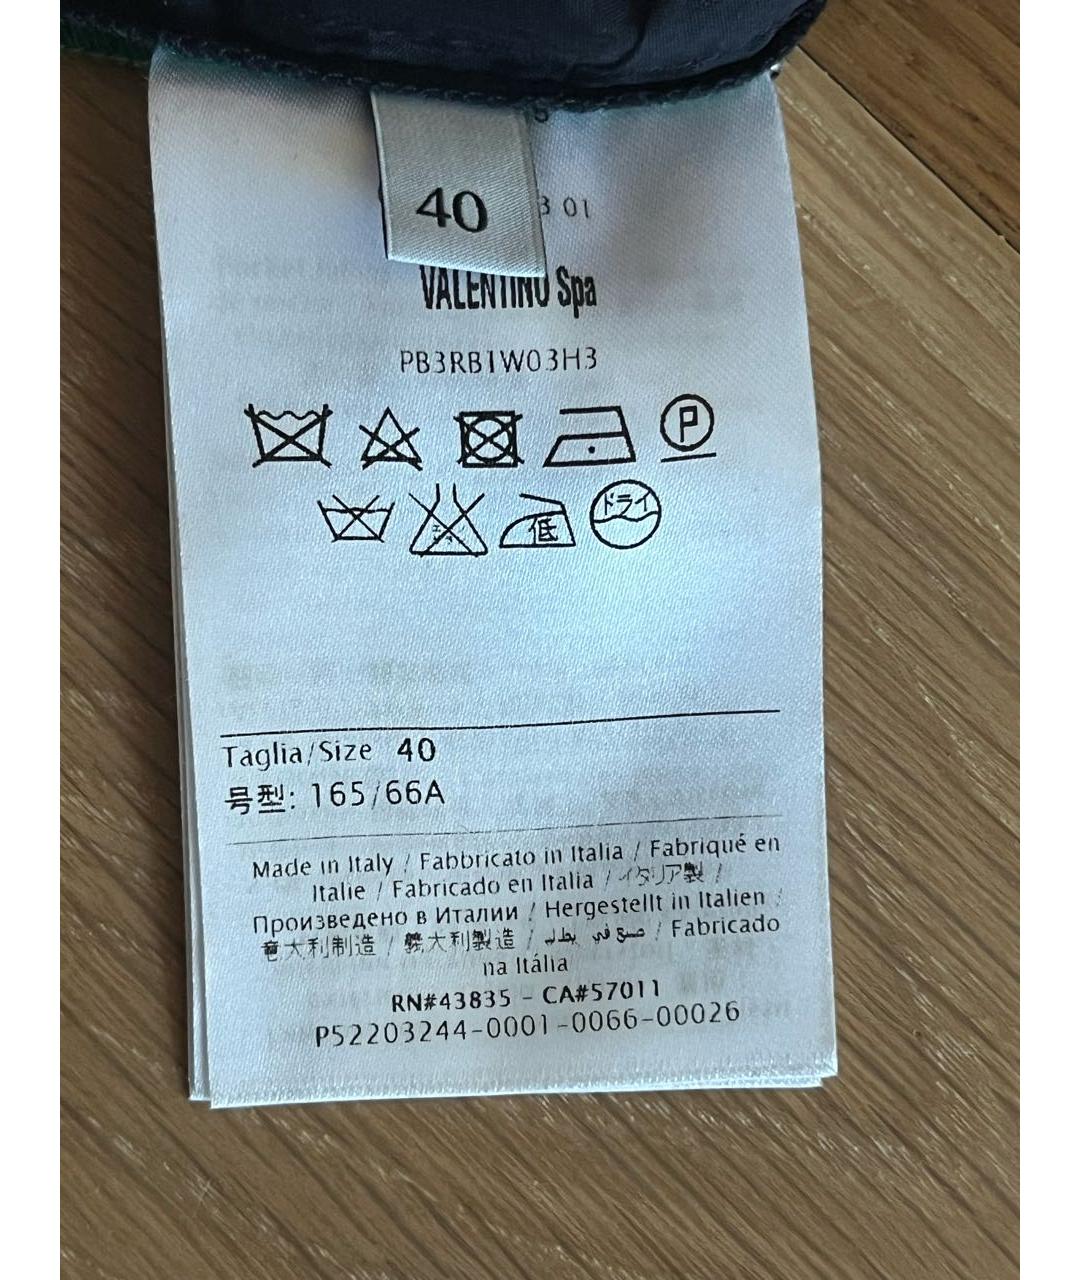 40
3 01
VALENTINO Spa
PB3RB1W03H3
P
低 ドライ
Taglia/Size 40
号型: 165/66A
Made in Italy / Fabbricato in Italia / Fabriqué en
Italie / Fabricado en Italia / イタリア製 /
Произведено в Италии / Hergestellt in Italien /
意大利制造 / 義大利製造 / صنع في إيطاليا / Fabricado
na Itália
RN#43835 - CA#57011
P52203244-0001-0066-00026